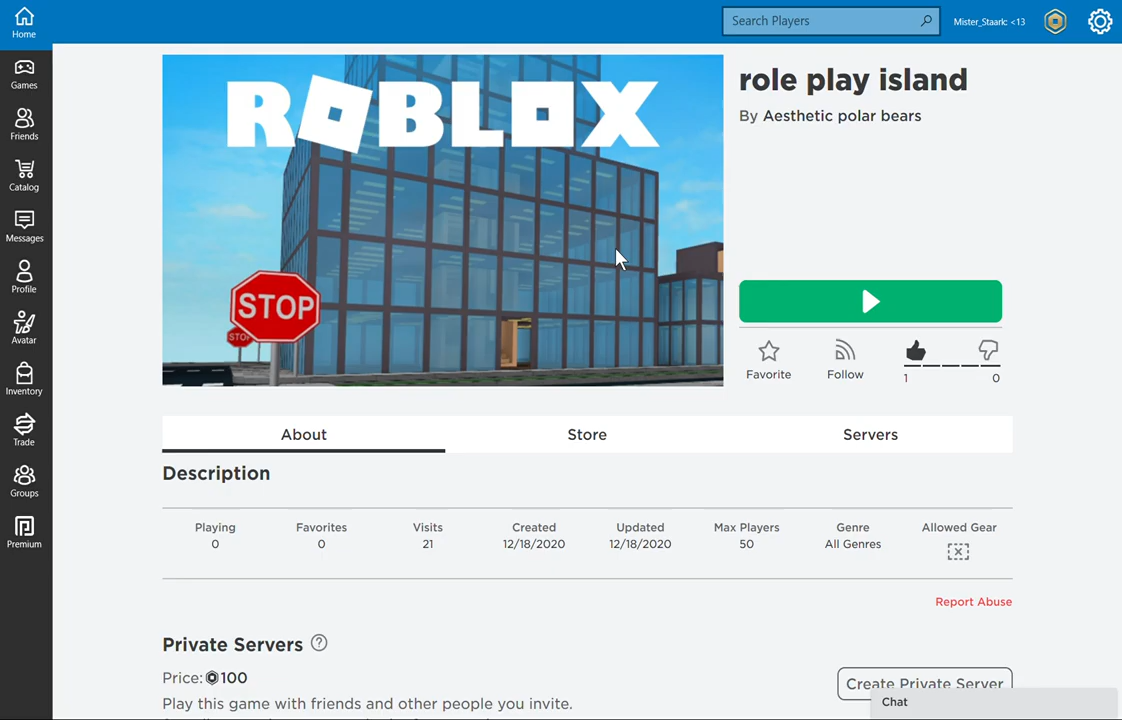 Home
Search Players
Mister_Staarlc <13
Games
Friends
Catalog
Messages
Profile
Avatar
Inventory
Trade
Groups
Premium
ROBLOX
STOP
STOP
role play island
By Aesthetic polar bears
Favorite
Follow
1
0
About
Store
Servers
Description
Playing Favorites Visits Created Updated Max Players Genre Allowed Gear
0 0 21 12/18/2020 12/18/2020 50 All Genres
Report Abuse
Private Servers ?
Price: 100
Create Private Server
Play this game with friends and other people you invite.
Chat